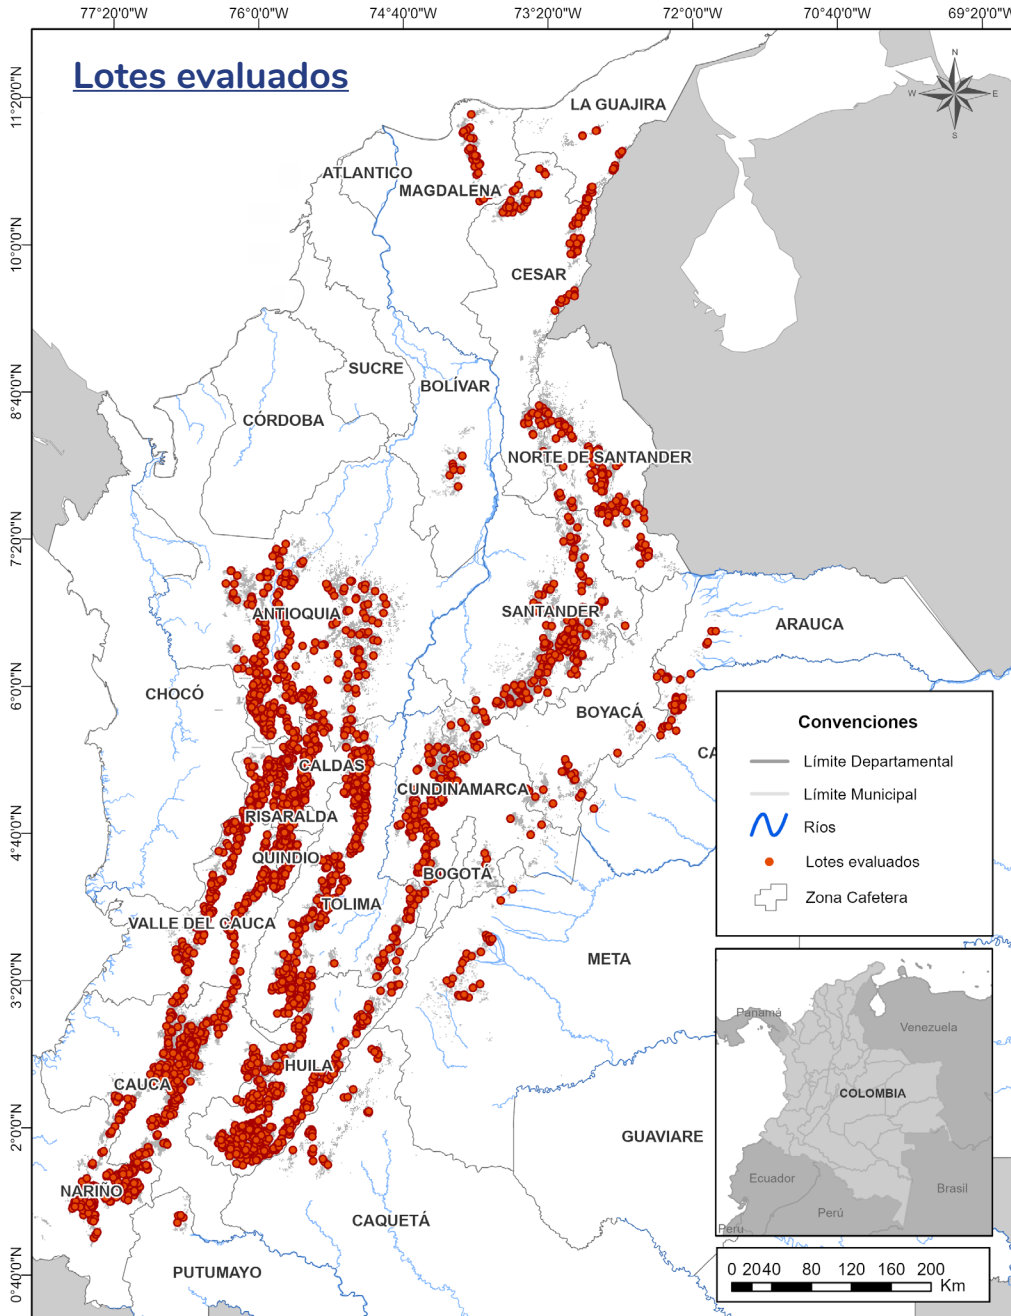 77°20'0"W 76°0'0"W 74°40'0"W 73°20'0"W 72°0'0"W 70°40'0"W 69°20'0"W
Lotes evaluados
N
W E
S
11°20'0"N
10°0'0"N
8°40'0"N
7°20'0"N
6°0'0"N
4°40'0"N
3°20'0"N
2°0'0"N
0°40'0"N
LA GUAJIRA
ATLANTICO
MAGDALENA
CESAR
SUCRE
BOLÍVAR
CÓRDOBA
NORTE DE SANTANDER
ANTIOQUIA
SANTANDER
ARAUCA
CHOCÓ
BOYACÁ
CA
CALDAS
CUNDINAMARCA
RISARALDA
QUINDIO
BOGOTÁ
TOLIMA
VALLE DEL CAUCA
META
HUILA
CAUCA
GUAVIARE
NARIÑO
CAQUETÁ
PUTUMAYO
Convenciones
Límite Departamental
Límite Municipal
Ríos
Lotes evaluados
Zona Cafetera
Panamá
Venezuela
COLOMBIA
Ecuador
Brasil
Perú
Peru
0 20 40 80 120 160 200
Km